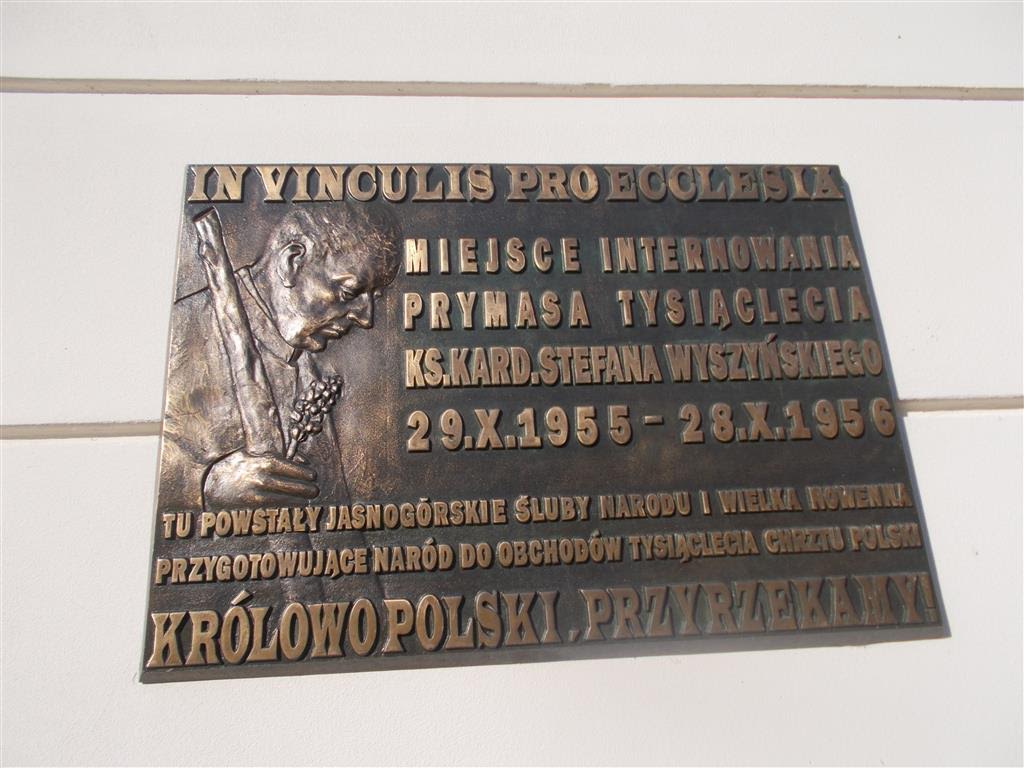 IN VINCULIS PRO ECCLESIA
MIEJSCE INTERNOWANIA
PRYMASA TYSIĄCLECIA
KS.KARD.STEFANA WYSZYŃSKIEGO
29.X.1955 - 28.X.1956
TU POWSTAŁY JASNOGÓRSKIE ŚLUBY NARODU I WIELKA NOWENNA
PRZYGOTOWUJĄCE NARÓD DO OBCHODÓW TYSIĄCLECIA CHRZTU POLSKI
KRÓLOWO POLSKI, PRZYRZEKAMY!